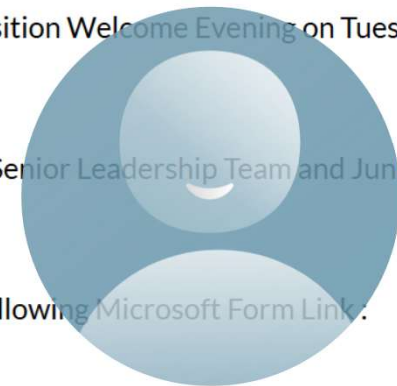 sition Welcome Evening on Tues
Senior Leadership Team and Jun
llowing Microsoft Form Link :